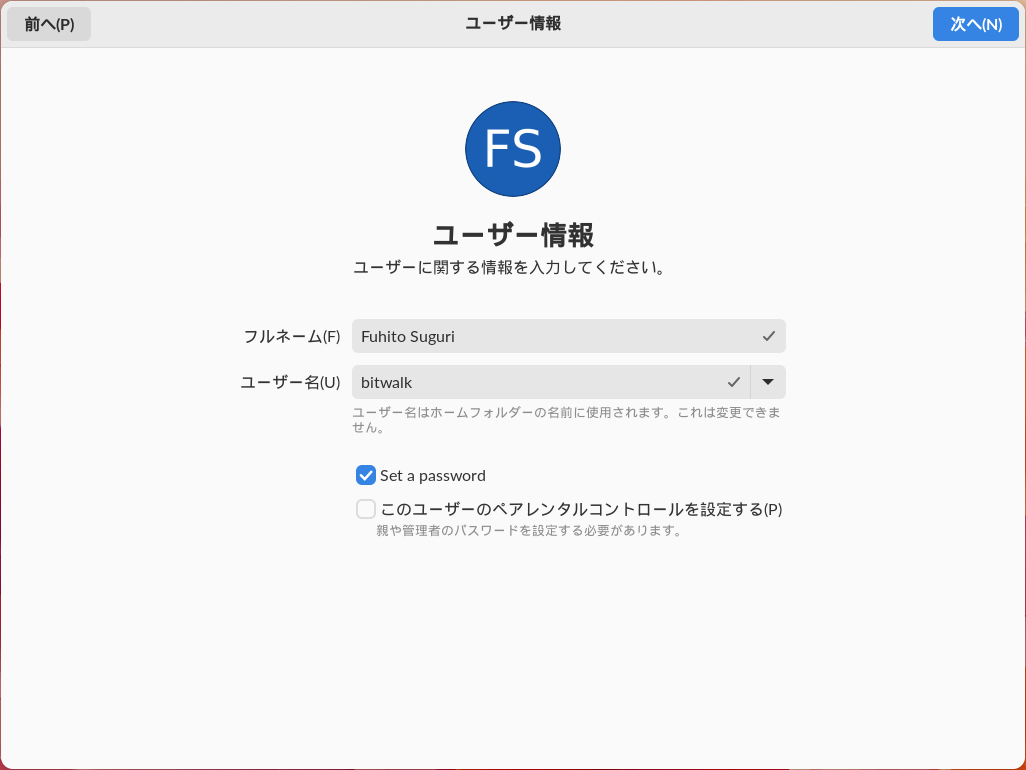 前へ(P)
ユーザー情報
次へ(N)
FS
ユーザー情報
ユーザーに関する情報を入力してください。
フルネーム(F)
Fuhito Suguri
ユーザー名(U)
bitwalk
ユーザー名はホームフォルダーの名前に使用されます。これは変更できま
せん。
Set a password
このユーザーのペアレンタルコントロールを設定する(P)
親や管理者のパスワードを設定する必要があります。